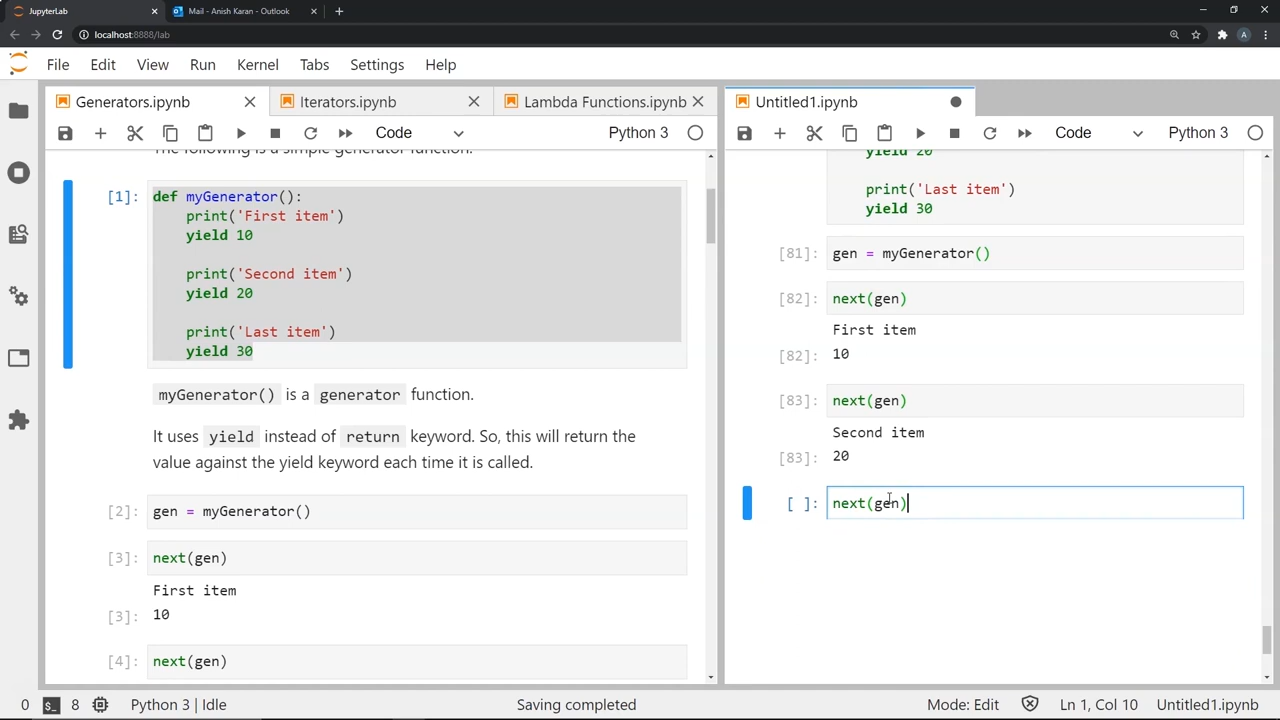 JupyterLab
Mail - Anish Karan - Outlook
localhost:8888/lab
A
File Edit View Run Kernel Tabs Settings Help
Generators.ipynb
Iterators.ipynb
Lambda Functions.ipynb
Code
Python 3
The following is a simple generator function.
[1]:
def myGenerator():
print('First item')
yield 10
print('Second item')
yield 20
print('Last item')
yield 30
myGenerator() is a generator function.
It uses yield instead of return keyword. So, this will return the
value against the yield keyword each time it is called.
[2]: gen = myGenerator()
[3]: next(gen)
First item
[3]: 10
[4]: next(gen)
Untitled1.ipynb
Code
Python 3
yield 20
print('Last item')
yield 30
[81]: gen = myGenerator()
[82]: next(gen)
First item
[82]: 10
[83]: next(gen)
Second item
[83]: 20
[ ]: next(gen)
0 $_ 8 Python 3 | Idle Saving completed Mode: Edit Ln 1, Col 10 Untitled1.ipynb